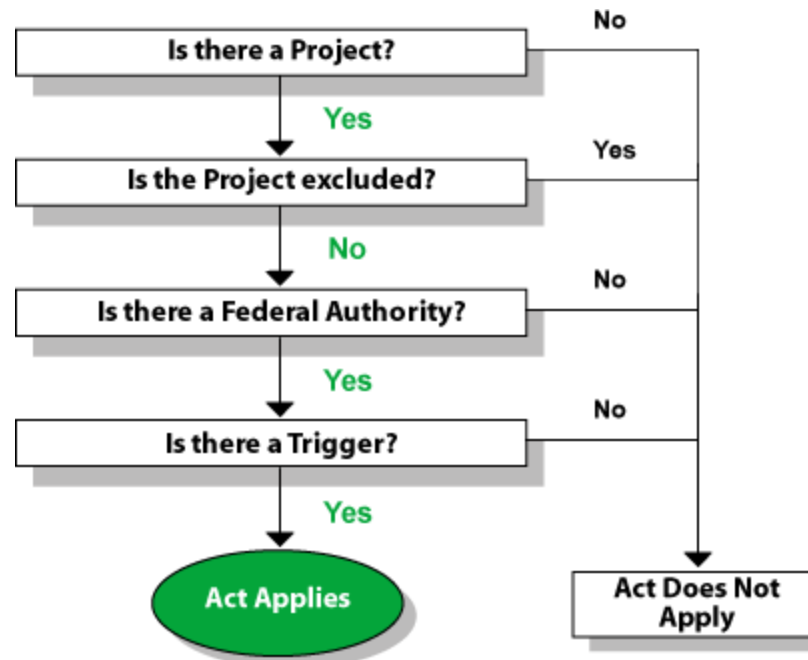 No
Is there a Project?
Yes
Yes
Is the Project excluded?
No
No
Is there a Federal Authority?
Yes
No
Is there a Trigger?
Yes
Act Applies
Act Does Not
Apply